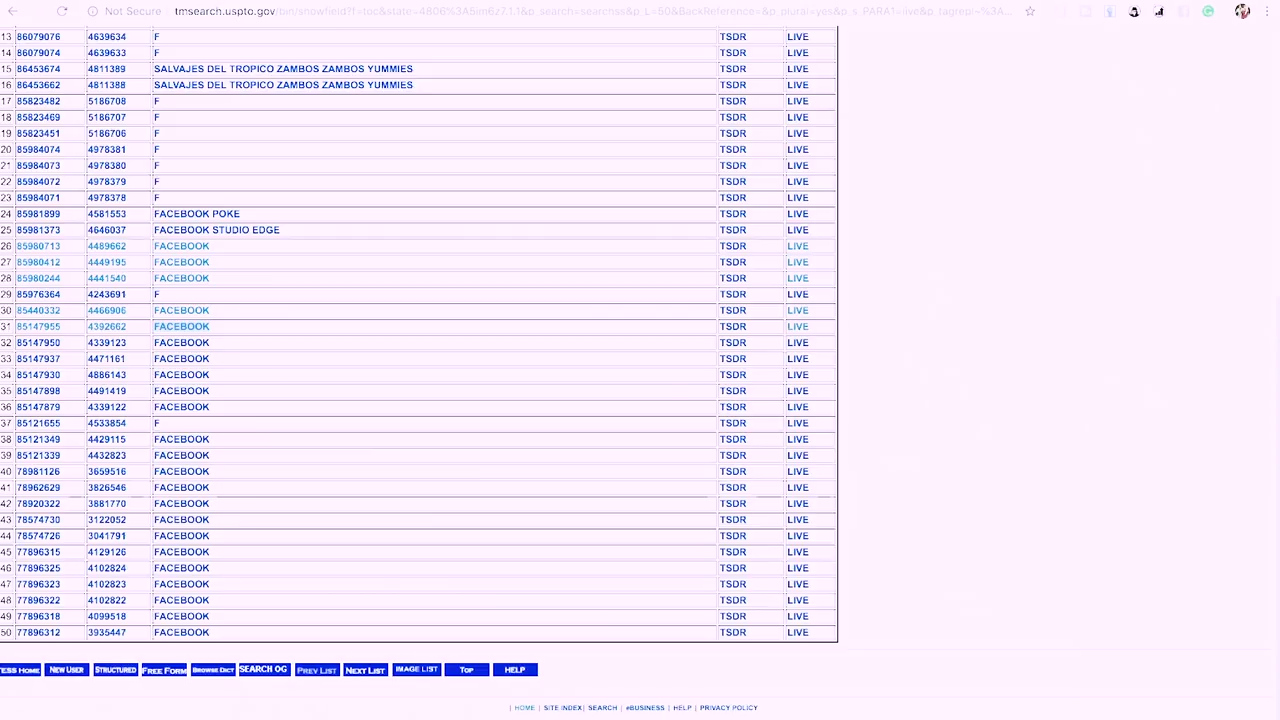 Not Secure tmsearch.uspto.gov
13 86079076 4639634 F TSDR LIVE
14 86079074 4639633 F TSDR LIVE
15 86453674 4811389 SALVAJES DEL TROPICO ZAMBOS ZAMBOS YUMMIES TSDR LIVE
16 86453662 4811388 SALVAJES DEL TROPICO ZAMBOS ZAMBOS YUMMIES TSDR LIVE
17 85823482 5186708 F TSDR LIVE
18 85823469 5186707 F TSDR LIVE
19 85823451 5186706 F TSDR LIVE
20 85984074 4978381 F TSDR LIVE
21 85984073 4978380 F TSDR LIVE
22 85984072 4978379 F TSDR LIVE
23 85984071 4978378 F TSDR LIVE
24 85981899 4581553 FACEBOOK POKE TSDR LIVE
25 85981373 4646037 FACEBOOK STUDIO EDGE TSDR LIVE
26 85980713 4489662 FACEBOOK TSDR LIVE
27 85980412 4449195 FACEBOOK TSDR LIVE
28 85980244 4441540 FACEBOOK TSDR LIVE
29 85976364 4243691 F TSDR LIVE
30 85440332 4466906 FACEBOOK TSDR LIVE
31 85147955 4392662 FACEBOOK TSDR LIVE
32 85147950 4339123 FACEBOOK TSDR LIVE
33 85147937 4471161 FACEBOOK TSDR LIVE
34 85147930 4886143 FACEBOOK TSDR LIVE
35 85147898 4491419 FACEBOOK TSDR LIVE
36 85147879 4339122 FACEBOOK TSDR LIVE
37 85121655 4533854 F TSDR LIVE
38 85121349 4429115 FACEBOOK TSDR LIVE
39 85121339 4432823 FACEBOOK TSDR LIVE
40 78981126 3659516 FACEBOOK TSDR LIVE
41 78962629 3826546 FACEBOOK TSDR LIVE
42 78920322 3881770 FACEBOOK TSDR LIVE
43 78574730 3122052 FACEBOOK TSDR LIVE
44 78574726 3041791 FACEBOOK TSDR LIVE
45 77896315 4129126 FACEBOOK TSDR LIVE
46 77896325 4102824 FACEBOOK TSDR LIVE
47 77896323 4102823 FACEBOOK TSDR LIVE
48 77896322 4102822 FACEBOOK TSDR LIVE
49 77896318 4099518 FACEBOOK TSDR LIVE
50 77896312 3935447 FACEBOOK TSDR LIVE
TESS HOME NEW USER STRUCTURED FREE FORM BROWSE DICT SEARCH OG PREV LIST NEXT LIST IMAGE LIST TOP HELP
| HOME | SITE INDEX | SEARCH | eBUSINESS | HELP | PRIVACY POLICY